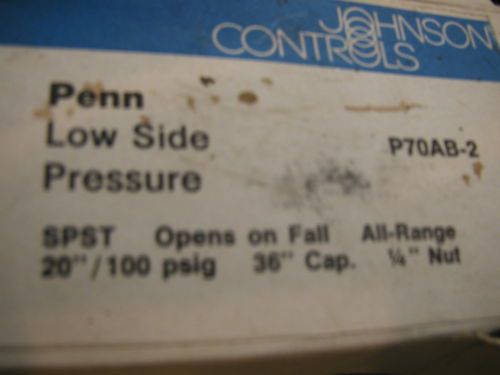 JOHNSON
CONTROLS
Penn
Low Side
Pressure
P70AB-2
SPST Opens on Fall All-Range
20"/100 psig 36" Cap. ¼" Nut